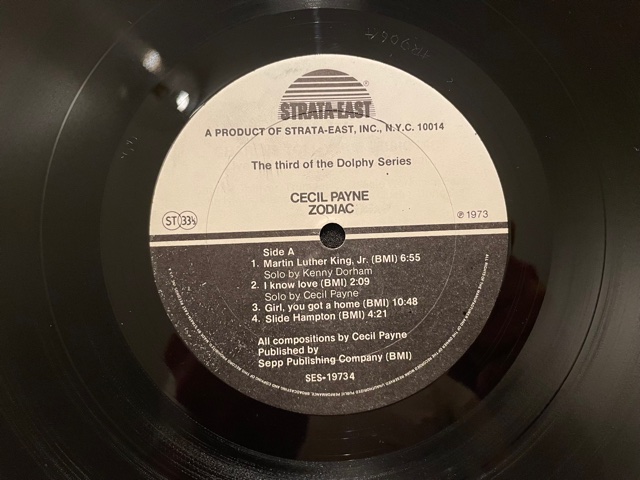 STRATA-EAST
®
A PRODUCT OF STRATA-EAST, INC., N.Y.C. 10014
The third of the Dolphy Series
CECIL PAYNE
ZODIAC
ST 33⅓
℗ 1973
Side A
1. Martin Luther King, Jr. (BMI) 6:55
Solo by Kenny Dorham
2. I know love (BMI) 2:09
Solo by Cecil Payne
3. Girl, you got a home (BMI) 10:48
4. Slide Hampton (BMI) 4:21
All compositions by Cecil Payne
Published by
Sepp Publishing Company (BMI)
SES-19734